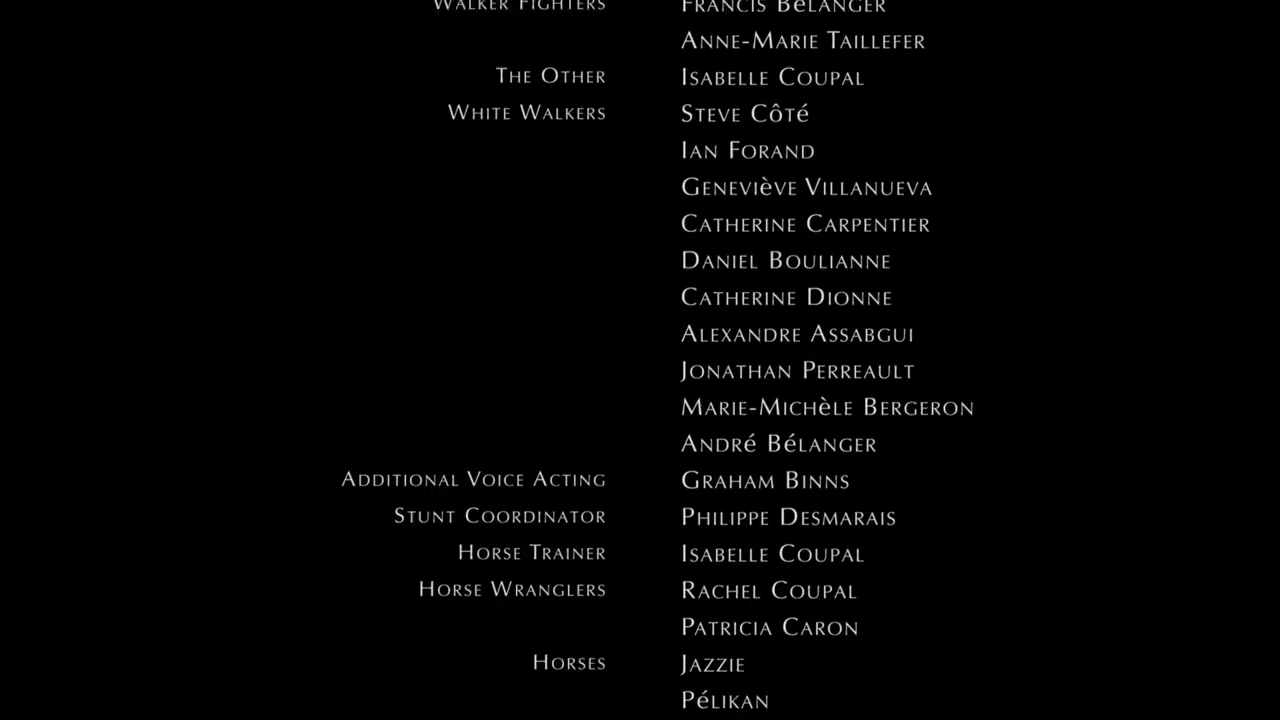 Walker Fighters Francis Bélanger
Anne-Marie Taillefer
The Other Isabelle Coupal
White Walkers Steve Côté
Ian Forand
Geneviève Villanueva
Catherine Carpentier
Daniel Boulianne
Catherine Dionne
Alexandre Assabgui
Jonathan Perreault
Marie-Michèle Bergeron
André Bélanger
Additional Voice Acting Graham Binns
Stunt Coordinator Philippe Desmarais
Horse Trainer Isabelle Coupal
Horse Wranglers Rachel Coupal
Patricia Caron
Horses Jazzie
Pélikan